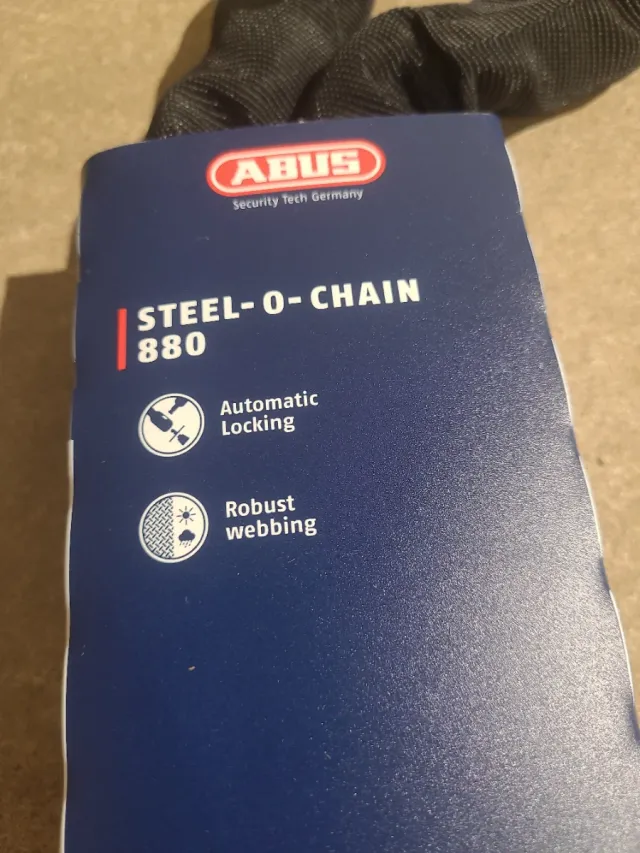 ABUS
Security Tech Germany
STEEL-O-CHAIN
880
Automatic
Locking
Robust
webbing